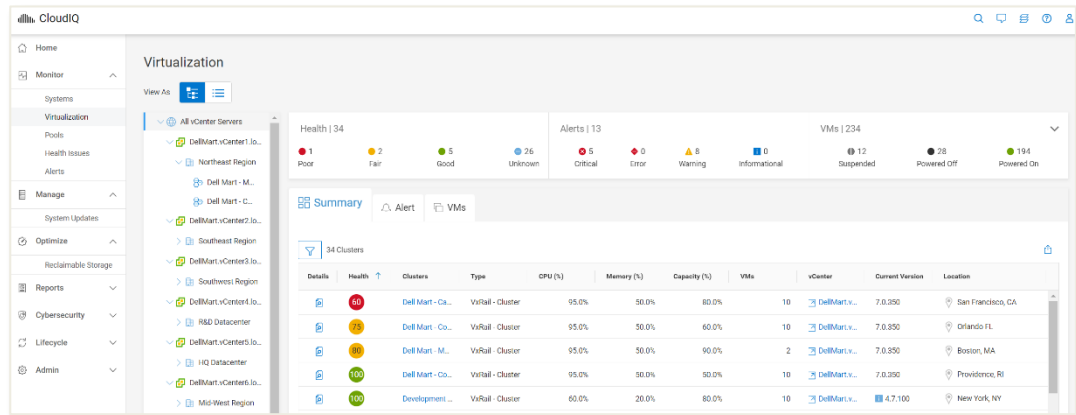 DELL CloudIQ
Home
Monitor
Systems
Virtualization
Pools
Health Issues
Alerts
Manage
System Updates
Optimize
Reclaimable Storage
Reports
Cybersecurity
Lifecycle
Admin
Virtualization
View As
All vCenter Servers
DellMart.vCenter1.lo...
Northeast Region
Dell Mart - M...
Dell Mart - C...
DellMart.vCenter2.lo...
Southeast Region
DellMart.vCenter3.lo...
Southwest Region
DellMart.vCenter4.lo...
R&D Datacenter
DellMart.vCenter5.lo...
HQ Datacenter
DellMart.vCenter6.lo...
Mid-West Region
Health | 34 Alerts | 13 VMs | 234
1 2 5 26 5 0 8 0 12 28 194
Poor Fair Good Unknown Critical Error Warning Informational Suspended Powered Off Powered On
Summary Alert VMs
34 Clusters
Details Health Clusters Type CPU (%) Memory (%) Capacity (%) VMs vCenter Current Version Location
60 Dell Mart - Ca... VxRail - Cluster 95.0% 50.0% 80.0% 10 DellMart.v... 7.0.350 San Francisco, CA
75 Dell Mart - Co... VxRail - Cluster 95.0% 50.0% 60.0% 10 DellMart.v... 7.0.350 Orlando FL
80 Dell Mart - M... VxRail - Cluster 95.0% 50.0% 90.0% 2 DellMart.v... 7.0.350 Boston, MA
100 Dell Mart - Co... VxRail - Cluster 95.0% 50.0% 50.0% 10 DellMart.v... 7.0.350 Providence, RI
100 Development ... VxRail - Cluster 60.0% 20.0% 80.0% 10 DellMart.v... 4.7.100 New York, NY